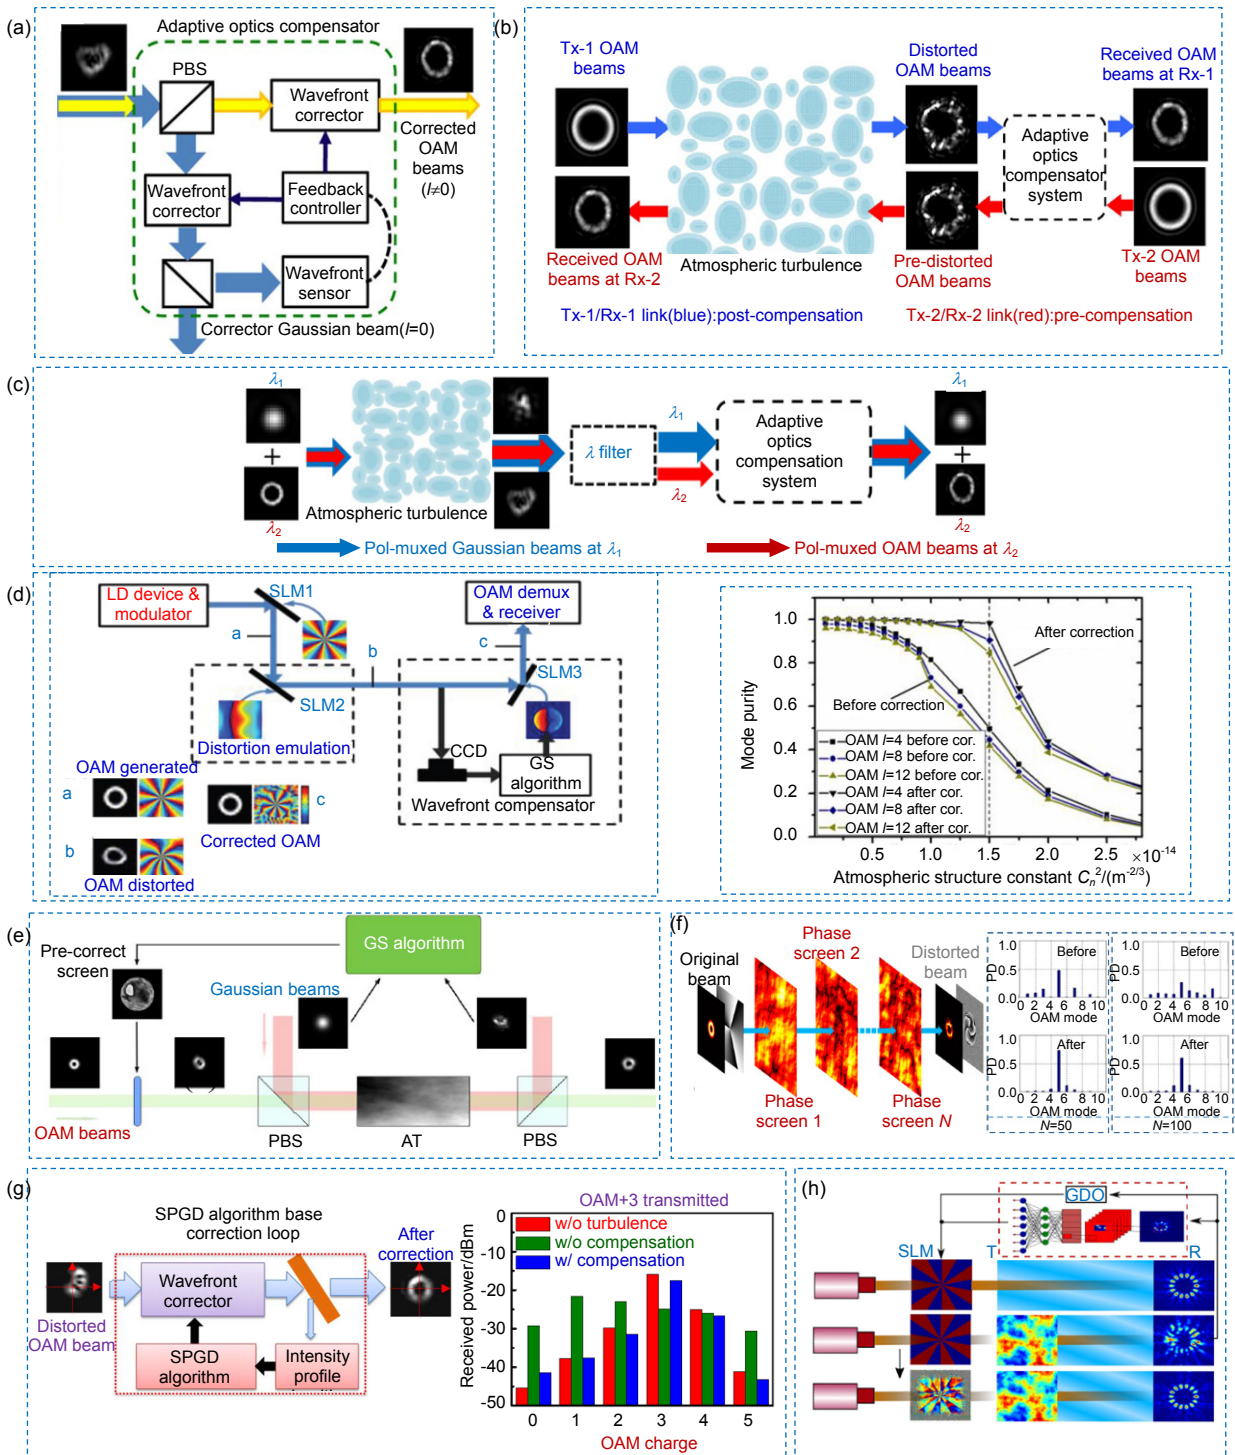 (a)
Adaptive optics compensator
PBS
Wavefront
corrector
Corrected
OAM
beams
(l≠0)
Wavefront
corrector
Feedback
controller
Wavefront
sensor
Corrector Gaussian beam(l=0)
(b)
Tx-1 OAM
beams
Distorted
OAM beams
Received OAM
beams at Rx-1
Adaptive
optics
compensator
system
Received OAM
beams at Rx-2
Atmospheric turbulence
Pre-distorted
OAM beams
Tx-2 OAM
beams
Tx-1/Rx-1 link(blue):post-compensation
Tx-2/Rx-2 link(red):pre-compensation
(c)
λ1
+
λ2
Atmospheric turbulence
λ filter
λ1
λ2
Adaptive
optics
compensation
system
λ1
+
λ2
Pol-muxed Gaussian beams at λ1
Pol-muxed OAM beams at λ2
(d)
LD device &
modulator
SLM1
OAM demux
& receiver
a
b
c
SLM2
SLM3
Distortion emulation
CCD
GS
algorithm
Wavefront compensator
OAM generated
a
c
Corrected OAM
b
OAM distorted
Mode purity
1.0
0.8
0.6
0.4
0.2
0.0
After correction
Before correction
OAM l=4 before cor.
OAM l=8 before cor.
OAM l=12 before cor.
OAM l=4 after cor.
OAM l=8 after cor.
OAM l=12 after cor.
0.5 1.0 1.5 2.0 2.5 ×10-14
Atmospheric structure constant Cn2/(m-2/3)
(e)
GS algorithm
Pre-correct
screen
Gaussian beams
OAM beams
PBS
AT
PBS
(f)
Original
beam
Phase
screen 2
Distorted
beam
Phase
screen 1
Phase
screen N
PD
1.0
0.5
0.0
Before
0 2 4 6 8 10
OAM mode
PD
1.0
0.5
0.0
After
0 2 4 6 8 10
OAM mode
N=50
PD
1.0
0.5
0.0
Before
0 2 4 6 8 10
OAM mode
PD
1.0
0.5
0.0
After
0 2 4 6 8 10
OAM mode
N=100
(g)
SPGD algorithm base
correction loop
After
correction
Wavefront
corrector
Distorted
OAM beam
SPGD
algorithm
Intensity
profile
OAM+3 transmitted
w/o turbulence
w/o compensation
w/ compensation
Received power/dBm
0
-10
-20
-30
-40
-50
0 1 2 3 4 5
OAM charge
(h)
GDO
SLM
T
R